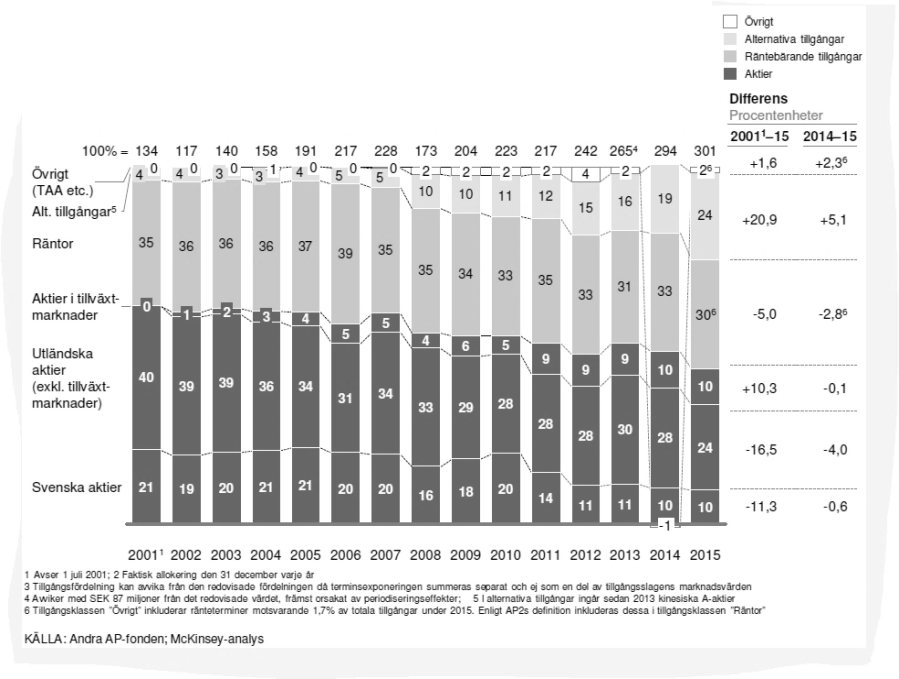 Övrigt
Alternativa tillgångar
Räntebärande tillgångar
Aktier
Differens
Procentenheter
2001¹–15 2014–15
100% = 134 117 140 158 191 217 228 173 204 223 217 242 265⁴ 294 301
Övrigt
(TAA etc.)
4 0 4 0 3 0 3 1 4 0 5 0 5 0 2 2 2 2 4 2 2⁶ +1,6 +2,3⁶
Alt. tillgångar⁵
10 10 11 12 15 16 19 24 +20,9 +5,1
Räntor
35 36 36 36 37 39 35 35 34 33 35 33 31 33 30⁶ -5,0 -2,8⁶
Aktier i tillväxt-
marknader
0 1 2 3 4 5 5 4 6 5 9 9 9 10 10 +10,3 -0,1
Utländska
aktier
(exkl. tillväxt-
marknader)
40 39 39 36 34 31 34 33 29 28 28 28 30 28 24 -16,5 -4,0
Svenska aktier
21 19 20 21 21 20 20 16 18 20 14 11 11 10 10 -11,3 -0,6
-1
2001¹ 2002 2003 2004 2005 2006 2007 2008 2009 2010 2011 2012 2013 2014 2015
1 Avser 1 juli 2001; 2 Faktisk allokering den 31 december varje år
3 Tillgångsfördelning kan avvika från den redovisade fördelningen då terminsexponeringen summeras separat och ej som en del av tillgångsslagens marknadsvärden
4 Avviker med SEK 87 miljoner från det redovisade värdet, främst orsakat av periodiseringseffekter; 5 I alternativa tillgångar ingår sedan 2013 kinesiska A-aktier
6 Tillgångsklassen "Övrigt" inkluderar ränteterminer motsvarande 1,7% av totala tillgångar under 2015. Enligt AP2s definition inkluderas dessa i tillgångsklassen "Räntor"
KÄLLA: Andra AP-fonden; McKinsey-analys